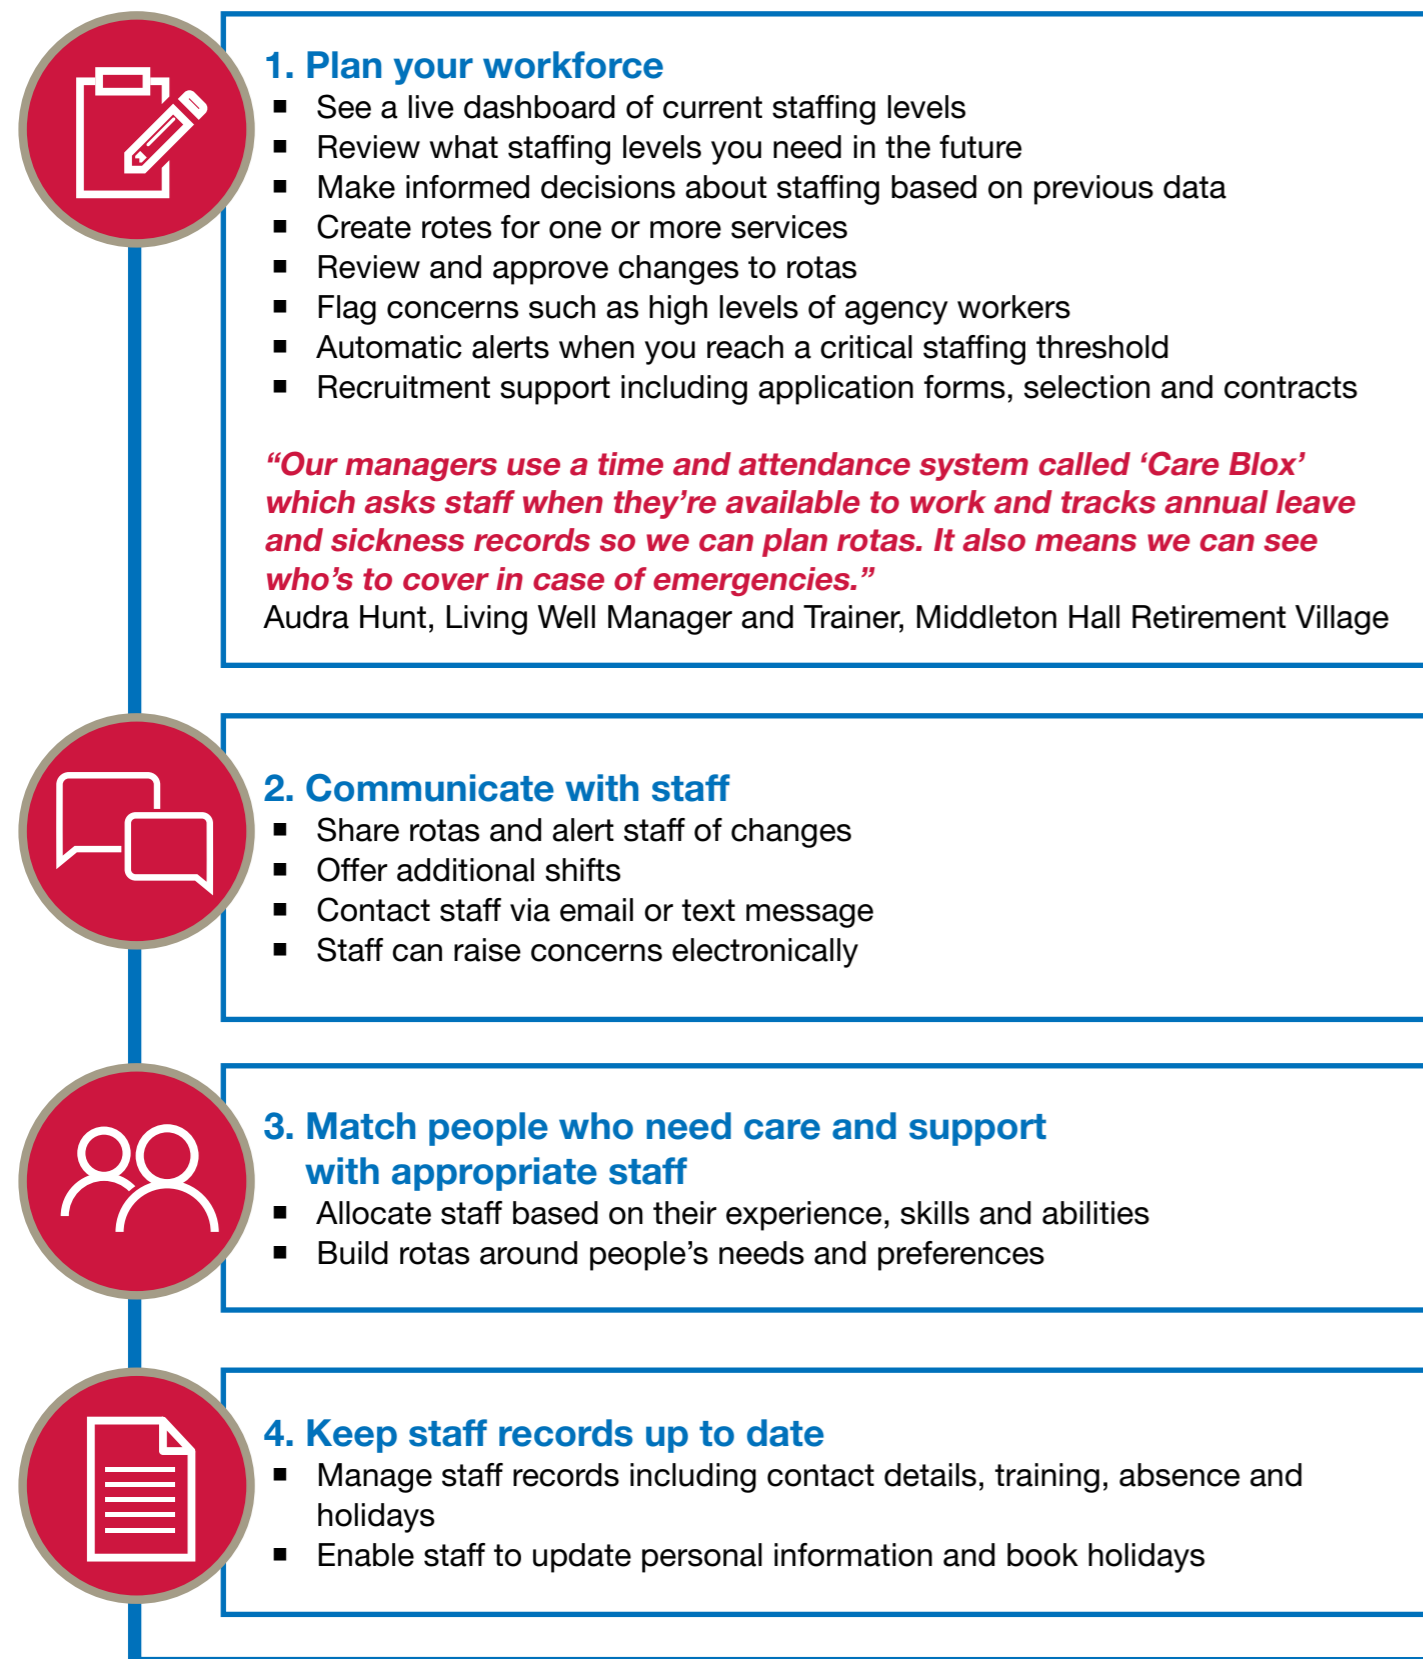 1. Plan your workforce
■ See a live dashboard of current staffing levels
■ Review what staffing levels you need in the future
■ Make informed decisions about staffing based on previous data
■ Create rotes for one or more services
■ Review and approve changes to rotas
■ Flag concerns such as high levels of agency workers
■ Automatic alerts when you reach a critical staffing threshold
■ Recruitment support including application forms, selection and contracts
“Our managers use a time and attendance system called ‘Care Blox’
which asks staff when they’re available to work and tracks annual leave
and sickness records so we can plan rotas. It also means we can see
who’s to cover in case of emergencies.”
Audra Hunt, Living Well Manager and Trainer, Middleton Hall Retirement Village
2. Communicate with staff
■ Share rotas and alert staff of changes
■ Offer additional shifts
■ Contact staff via email or text message
■ Staff can raise concerns electronically
3. Match people who need care and support
with appropriate staff
■ Allocate staff based on their experience, skills and abilities
■ Build rotas around people’s needs and preferences
4. Keep staff records up to date
■ Manage staff records including contact details, training, absence and
holidays
■ Enable staff to update personal information and book holidays